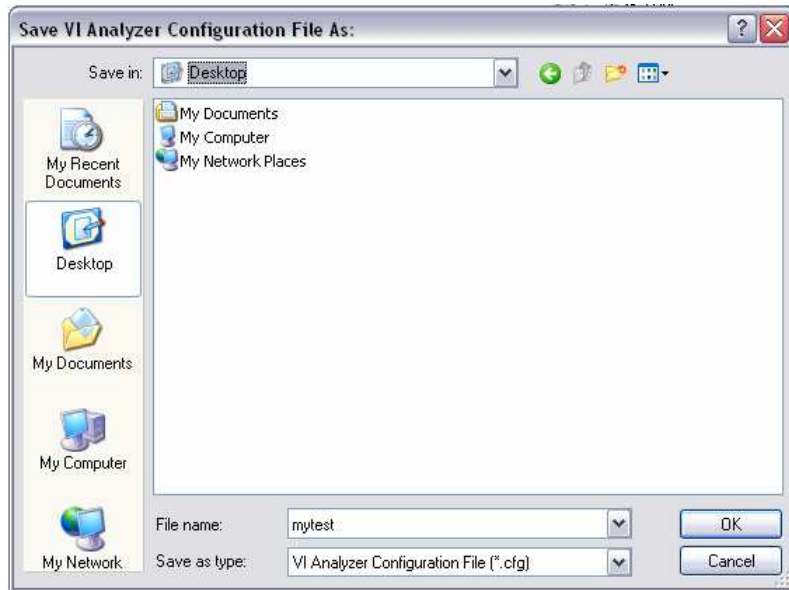 Save VI Analyzer Configuration File As:
Save in:
Desktop
My Documents
My Computer
My Network Places
My Recent
Documents
Desktop
My Documents
My Computer
My Network
File name:
mytest
OK
Save as type:
VI Analyzer Configuration File (*.cfg)
Cancel